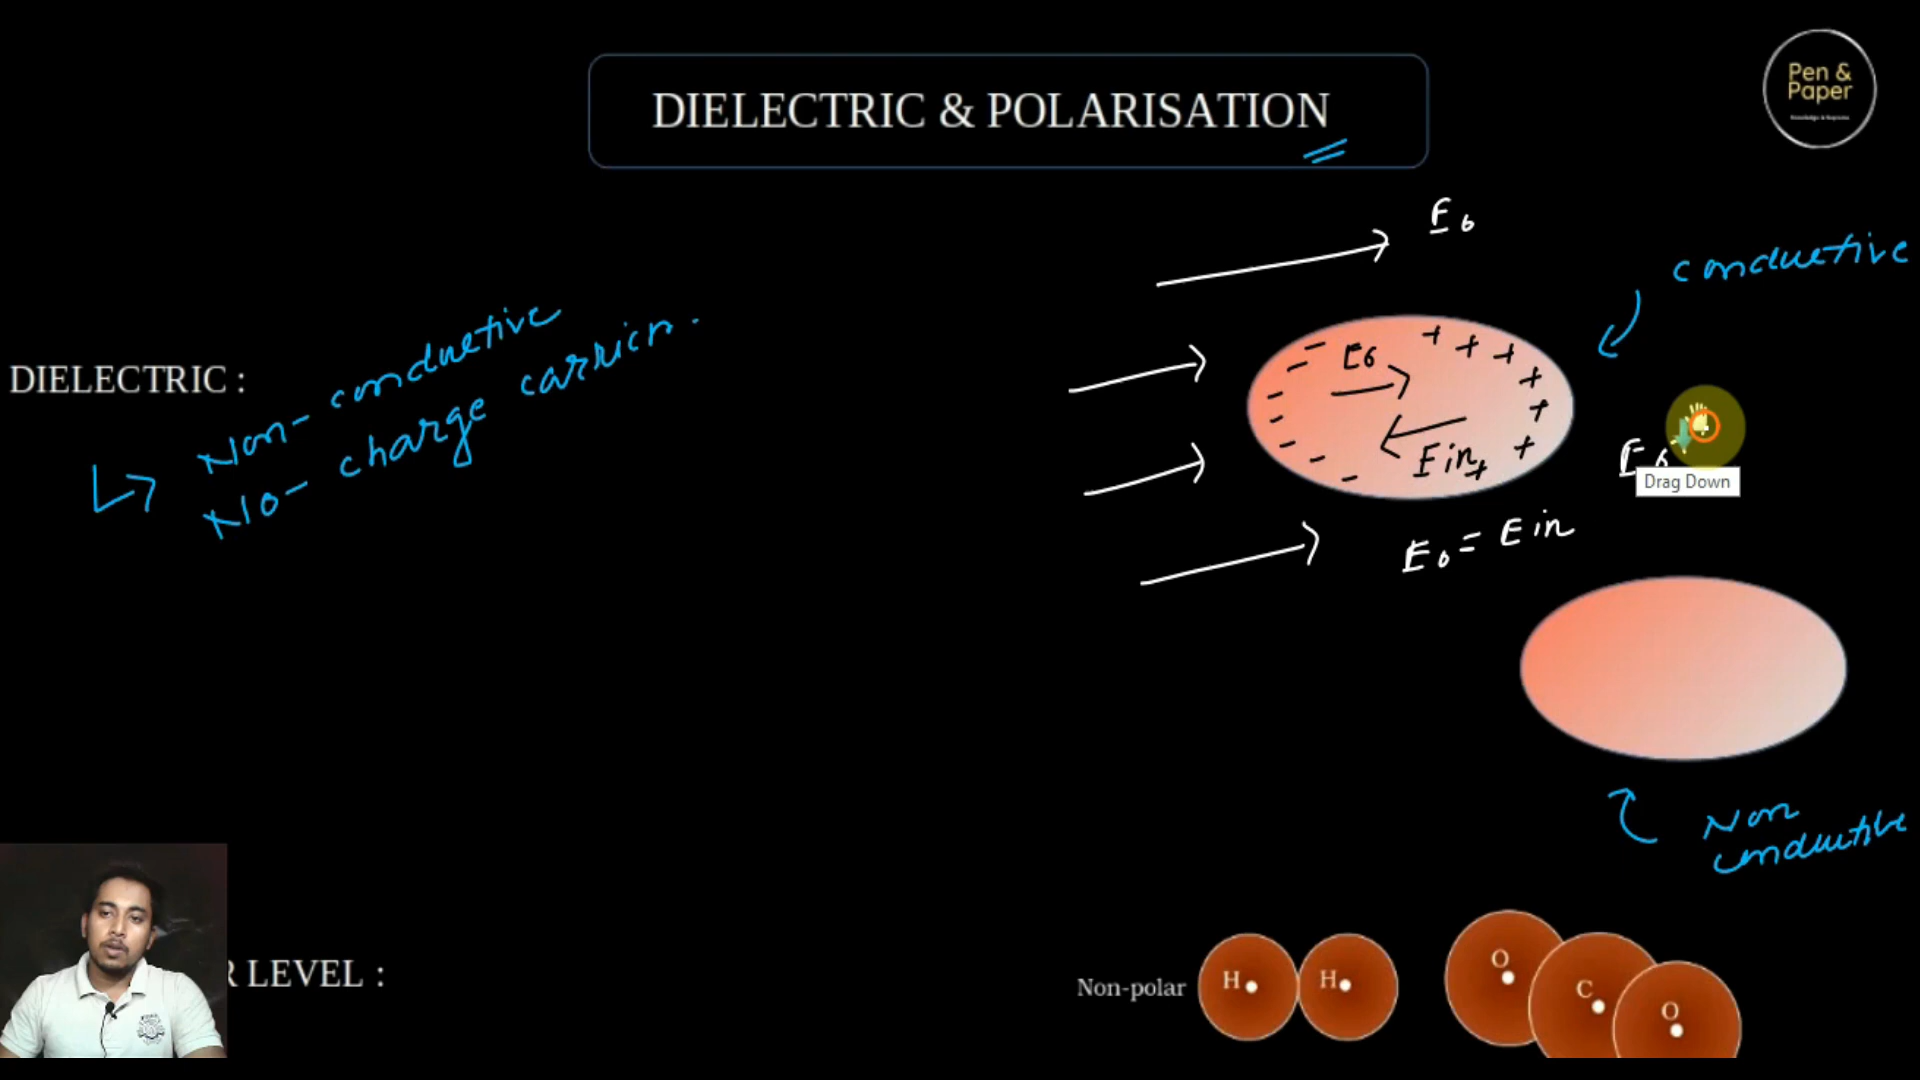 DIELECTRIC & POLARISATION
Pen &
Paper
E₀
conductive
DIELECTRIC :
Non-conductive
No-charge carrier.
- - - - - - - - -
E₀
+ + + + + + +
Ein
E₀
Drag Down
E₀ = Ein
Non
conductive
R LEVEL :
Non-polar
H
H
O
C
O